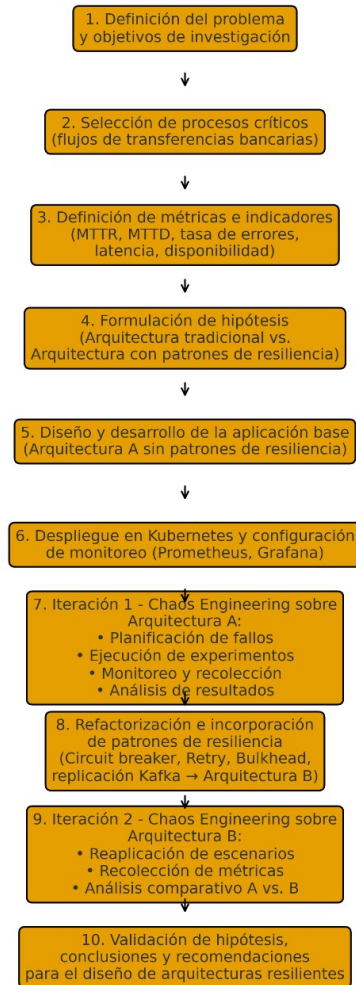 1. Definición del problema
y objetivos de investigación
2. Selección de procesos críticos
(flujos de transferencias bancarias)
3. Definición de métricas e indicadores
(MTTR, MTTD, tasa de errores,
latencia, disponibilidad)
4. Formulación de hipótesis
(Arquitectura tradicional vs.
Arquitectura con patrones de resiliencia)
5. Diseño y desarrollo de la aplicación base
(Arquitectura A sin patrones de resiliencia)
6. Despliegue en Kubernetes y configuración
de monitoreo (Prometheus, Grafana)
7. Iteración 1 - Chaos Engineering sobre
Arquitectura A:
• Planificación de fallos
• Ejecución de experimentos
• Monitoreo y recolección
• Análisis de resultados
8. Refactorización e incorporación
de patrones de resiliencia
(Circuit breaker, Retry, Bulkhead,
replicación Kafka → Arquitectura B)
9. Iteración 2 - Chaos Engineering sobre
Arquitectura B:
• Reaplicación de escenarios
• Recolección de métricas
• Análisis comparativo A vs. B
10. Validación de hipótesis,
conclusiones y recomendaciones
para el diseño de arquitecturas resilientes